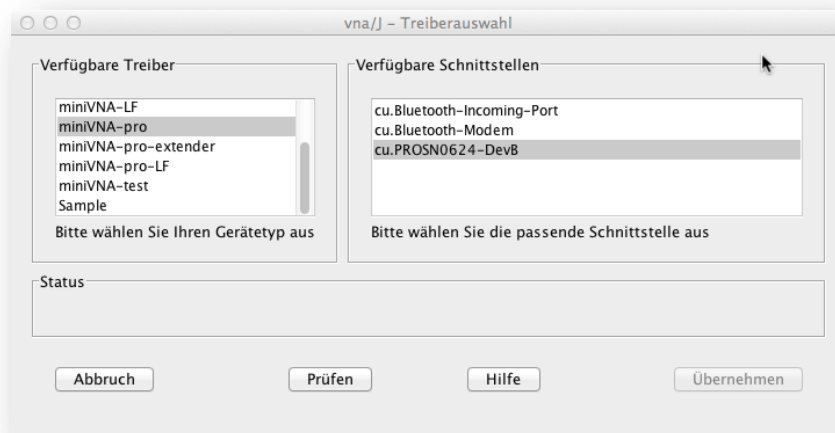 vna/J – Treiberauswahl
Verfügbare Treiber
miniVNA-LF
miniVNA-pro
miniVNA-pro-extender
miniVNA-pro-LF
miniVNA-test
Sample
Bitte wählen Sie Ihren Gerätetyp aus
Verfügbare Schnittstellen
cu.Bluetooth-Incoming-Port
cu.Bluetooth-Modem
cu.PROSN0624-DevB
Bitte wählen Sie die passende Schnittstelle aus
Status
Abbruch
Prüfen
Hilfe
Übernehmen